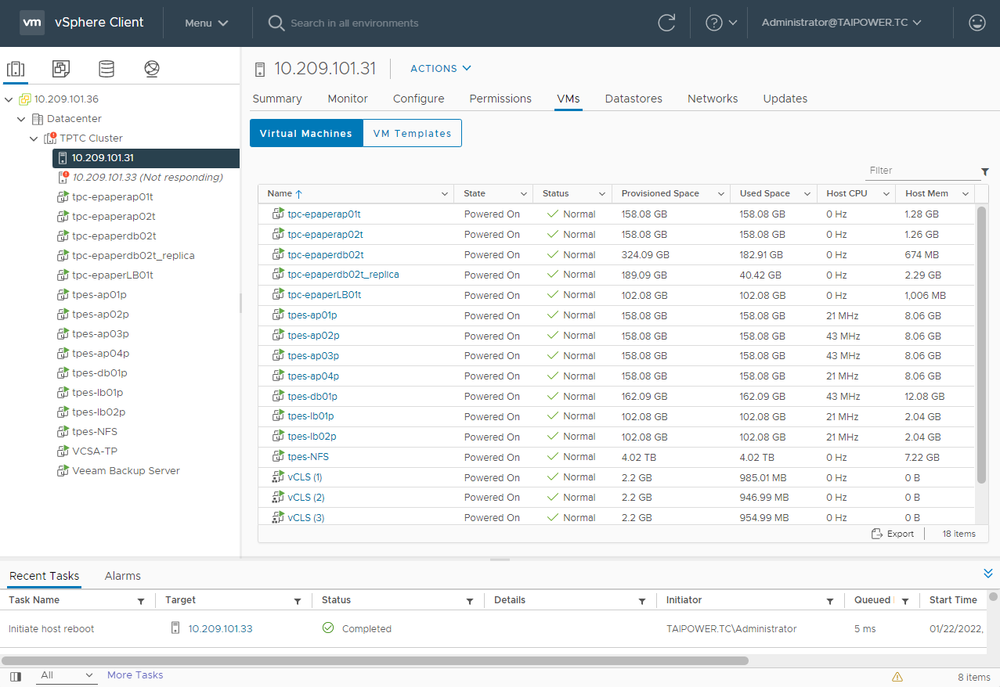 vm vSphere Client Menu Search in all environments Administrator@TAIPOWER.TC
10.209.101.36
Datacenter
TPTC Cluster
10.209.101.31
10.209.101.33 (Not responding)
tpc-epaperap01t
tpc-epaperap02t
tpc-epaperdb02t
tpc-epaperdb02t_replica
tpc-epaperLB01t
tpes-ap01p
tpes-ap02p
tpes-ap03p
tpes-ap04p
tpes-db01p
tpes-lb01p
tpes-lb02p
tpes-NFS
VCSA-TP
Veeam Backup Server
10.209.101.31 ACTIONS
Summary Monitor Configure Permissions VMs Datastores Networks Updates
Virtual Machines VM Templates
Filter
Name State Status Provisioned Space Used Space Host CPU Host Mem
tpc-epaperap01t Powered On Normal 158.08 GB 158.08 GB 0 Hz 1.28 GB
tpc-epaperap02t Powered On Normal 158.08 GB 158.08 GB 0 Hz 1.26 GB
tpc-epaperdb02t Powered On Normal 324.09 GB 182.91 GB 0 Hz 674 MB
tpc-epaperdb02t_replica Powered On Normal 189.09 GB 40.42 GB 0 Hz 2.29 GB
tpc-epaperLB01t Powered On Normal 102.08 GB 102.08 GB 0 Hz 1,006 MB
tpes-ap01p Powered On Normal 158.08 GB 158.08 GB 21 MHz 8.06 GB
tpes-ap02p Powered On Normal 158.08 GB 158.08 GB 43 MHz 8.06 GB
tpes-ap03p Powered On Normal 158.08 GB 158.08 GB 43 MHz 8.06 GB
tpes-ap04p Powered On Normal 158.08 GB 158.08 GB 21 MHz 8.06 GB
tpes-db01p Powered On Normal 162.09 GB 162.09 GB 43 MHz 12.08 GB
tpes-lb01p Powered On Normal 102.08 GB 102.08 GB 21 MHz 2.04 GB
tpes-lb02p Powered On Normal 102.08 GB 102.08 GB 21 MHz 2.04 GB
tpes-NFS Powered On Normal 4.02 TB 4.02 TB 0 Hz 7.22 GB
vCLS (1) Powered On Normal 2.2 GB 985.01 MB 0 Hz 0 B
vCLS (2) Powered On Normal 2.2 GB 946.99 MB 0 Hz 0 B
vCLS (3) Powered On Normal 2.2 GB 954.99 MB 0 Hz 0 B
Export 18 items
Recent Tasks Alarms
Task Name Target Status Details Initiator Queued Start Time
Initiate host reboot 10.209.101.33 Completed TAIPOWER.TC\Administrator 5 ms 01/22/2022,
All More Tasks 8 items